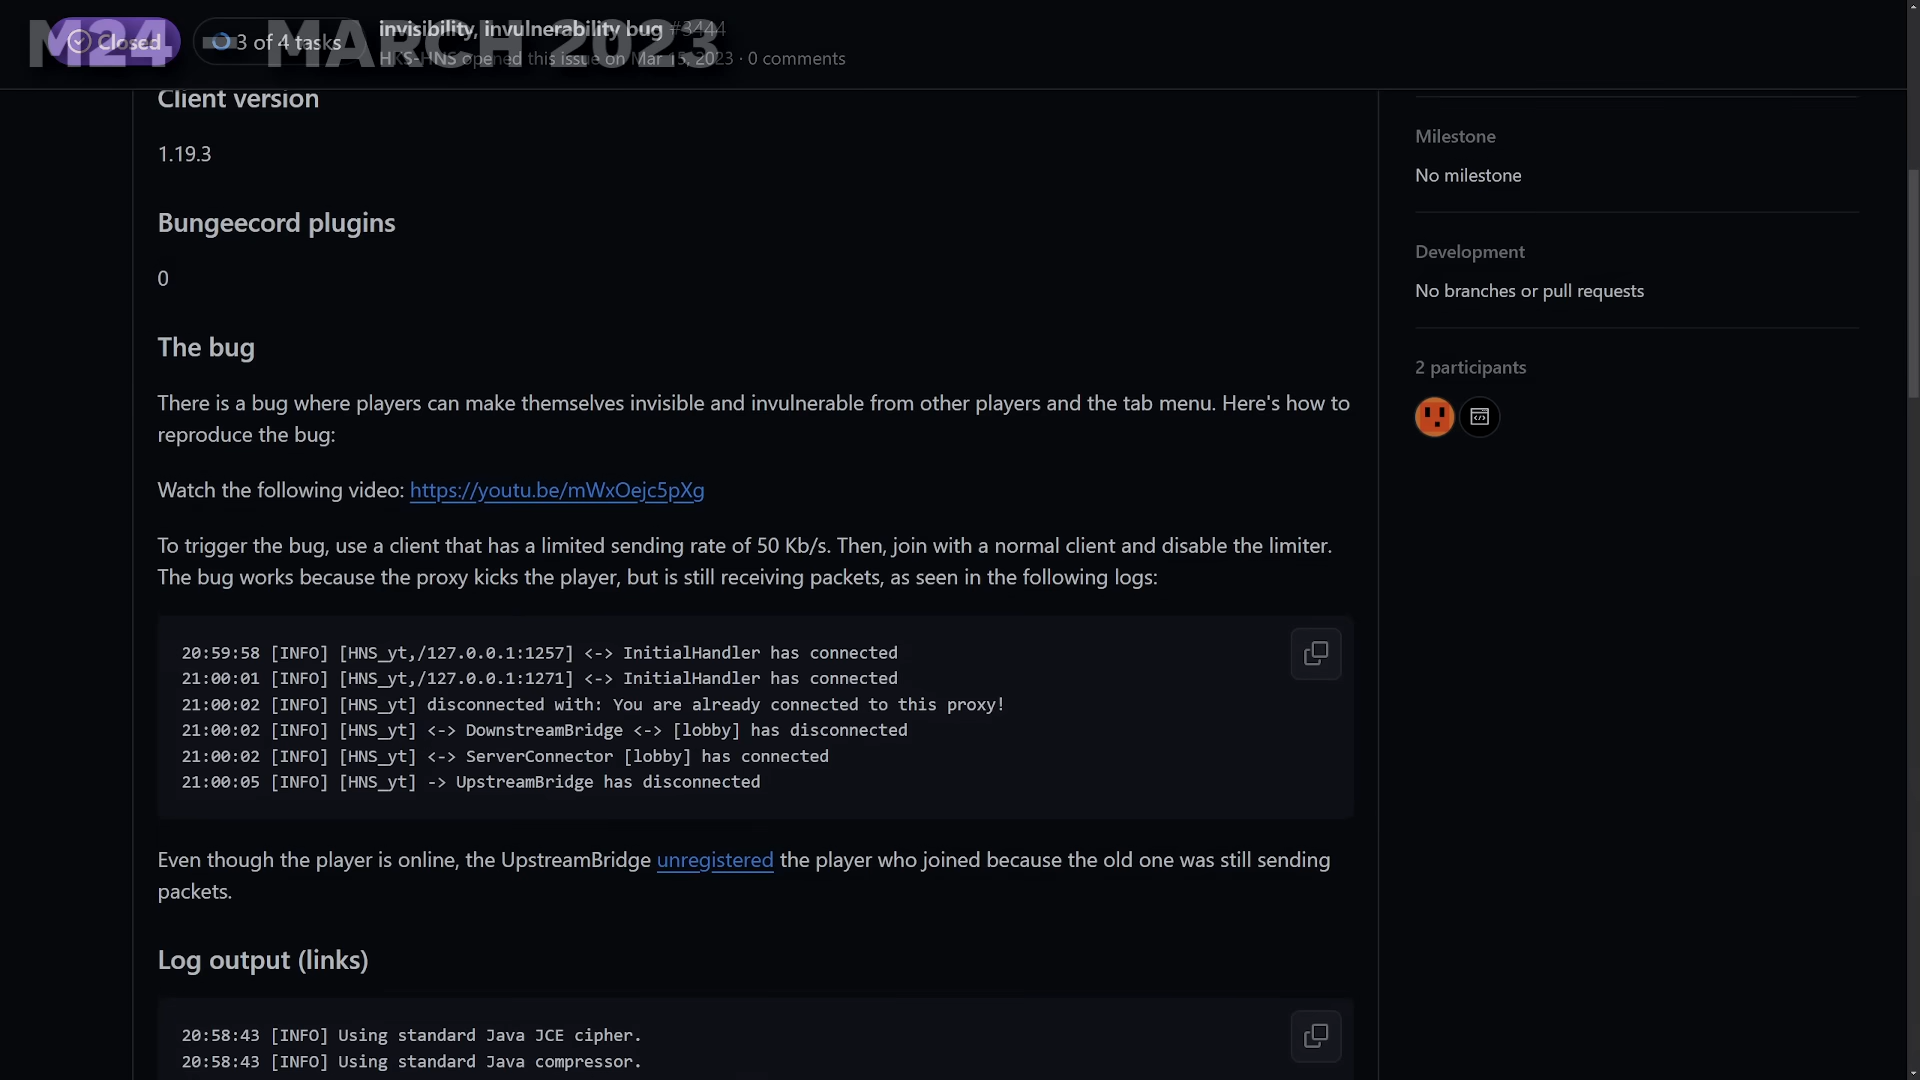 M24 - MARCH 2023
Closed
3 of 4 tasks
invisibility, invulnerability bug #3444
HKS-HNS opened this issue on Mar 15, 2023 · 0 comments
Client version
1.19.3
Bungeecord plugins
0
The bug
There is a bug where players can make themselves invisible and invulnerable from other players and the tab menu. Here's how to
reproduce the bug:
Watch the following video: https://youtu.be/mWxOejc5pXg
To trigger the bug, use a client that has a limited sending rate of 50 Kb/s. Then, join with a normal client and disable the limiter.
The bug works because the proxy kicks the player, but is still receiving packets, as seen in the following logs:
20:59:58 [INFO] [HNS_yt,/127.0.0.1:1257] <-> InitialHandler has connected
21:00:01 [INFO] [HNS_yt,/127.0.0.1:1271] <-> InitialHandler has connected
21:00:02 [INFO] [HNS_yt] disconnected with: You are already connected to this proxy!
21:00:02 [INFO] [HNS_yt] <-> DownstreamBridge <-> [lobby] has disconnected
21:00:02 [INFO] [HNS_yt] <-> ServerConnector [lobby] has connected
21:00:05 [INFO] [HNS_yt] -> UpstreamBridge has disconnected
Even though the player is online, the UpstreamBridge unregistered the player who joined because the old one was still sending
packets.
Log output (links)
20:58:43 [INFO] Using standard Java JCE cipher.
20:58:43 [INFO] Using standard Java compressor.
Milestone
No milestone
Development
No branches or pull requests
2 participants